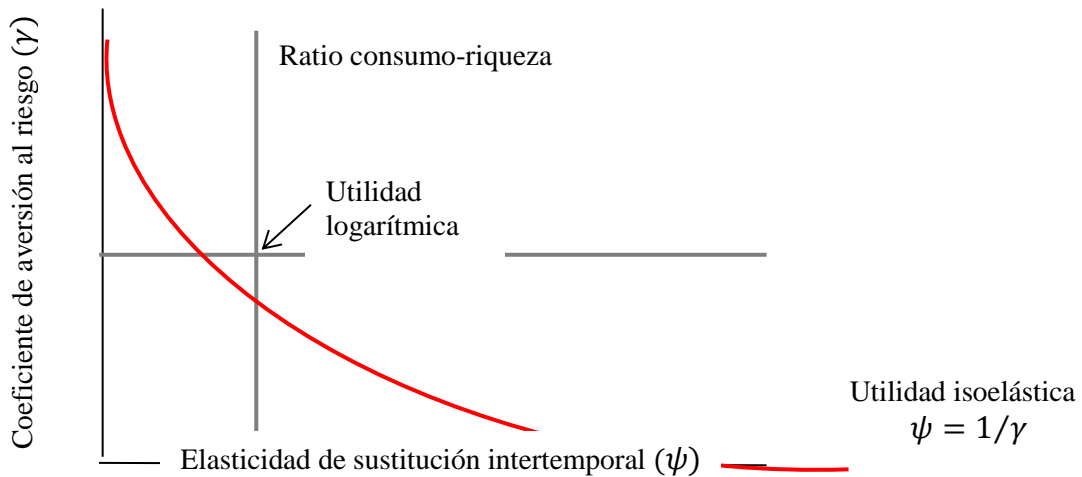 Coeficiente de aversión al riesgo (γ)
Ratio consumo-riqueza
Utilidad
logarítmica
Utilidad isoelástica
ψ = 1/γ
Elasticidad de sustitución intertemporal (ψ)